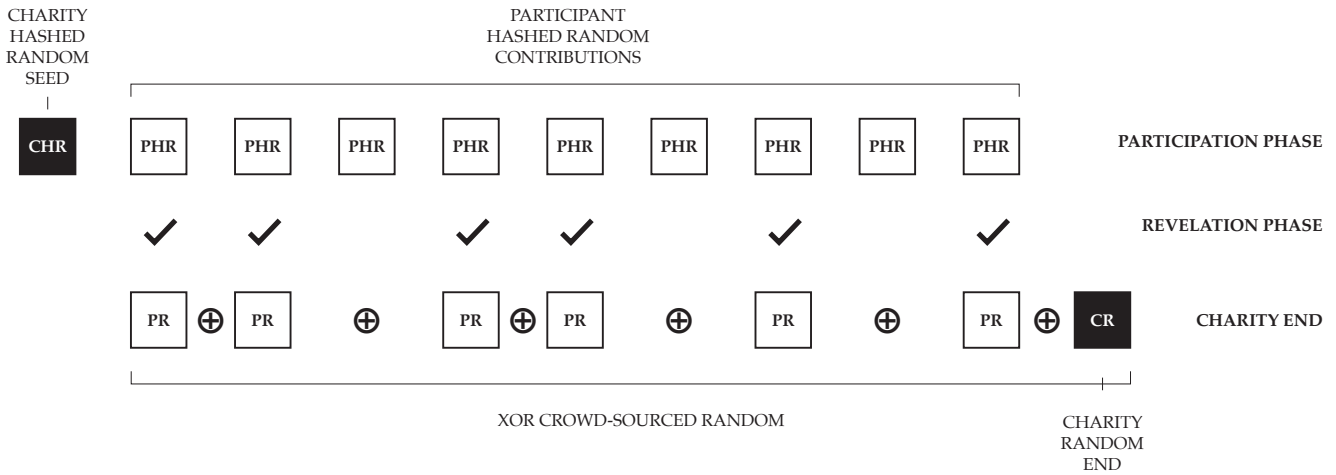 CHARITY
HASHED
RANDOM
SEED
PARTICIPANT
HASHED RANDOM
CONTRIBUTIONS
CHR PHR PHR PHR PHR PHR PHR PHR PHR PHR PARTICIPATION PHASE
REVELATION PHASE
PR PR PR PR PR PR CR CHARITY END
XOR CROWD-SOURCED RANDOM
CHARITY
RANDOM
END